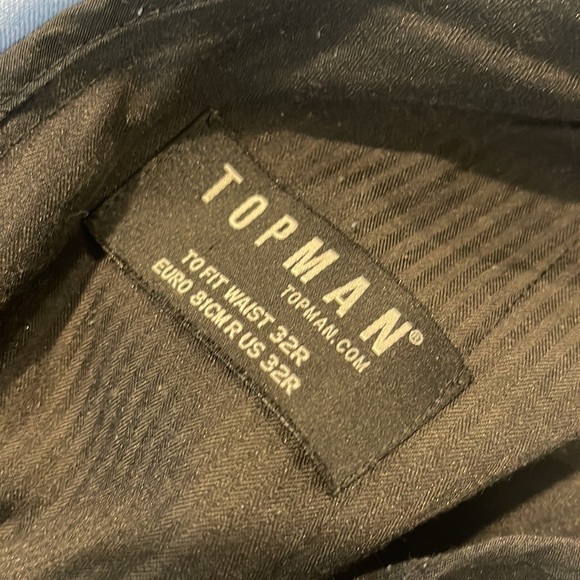 TOPMAN®
TOPMAN.COM
TO FIT WAIST 32R
EURO 81CM R US 32R